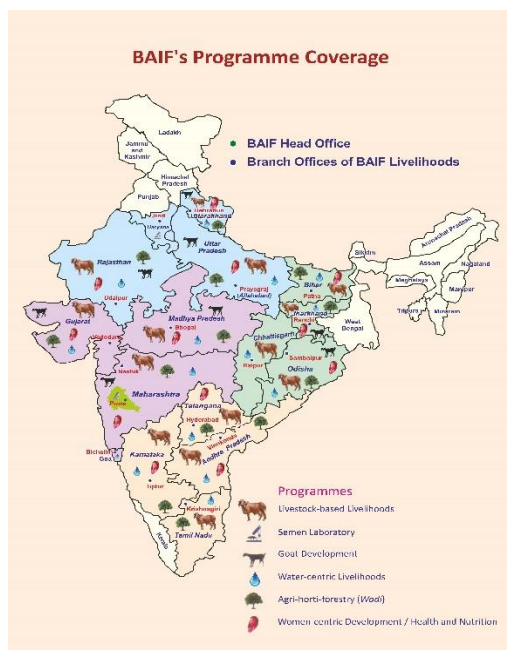 BAIF's Programme Coverage
BAIF Head Office
Branch Offices of BAIF Livelihoods
Ladakh
Jammu
and
Kashmir
Himachal
Pradesh
Punjab
Haryana
Dehradun
Uttarakhand
Uttar
Pradesh
Rajasthan
Udaipur
Prayagraj
(Allahabad)
Sikkim
Arunachal Pradesh
Assam
Nagaland
Meghalaya
Manipur
Tripura
Mizoram
Bihar
Patna
Jharkhand
Ranchi
West
Bengal
Gujarat
Vadodara
Madhya Pradesh
Bhopal
Chhattisgarh
Raipur
Sambalpur
Odisha
Nashik
Maharashtra
Pune
Telangana
Hyderabad
Andhra Pradesh
Bicholim
Goa
Karnataka
Tiptur
Krishnagiri
Tamil Nadu
Kerala
Programmes
Livestock-based Livelihoods
Semen Laboratory
Goat Development
Water-centric Livelihoods
Agri-horti-forestry (Wadi)
Women-centric Development / Health and Nutrition